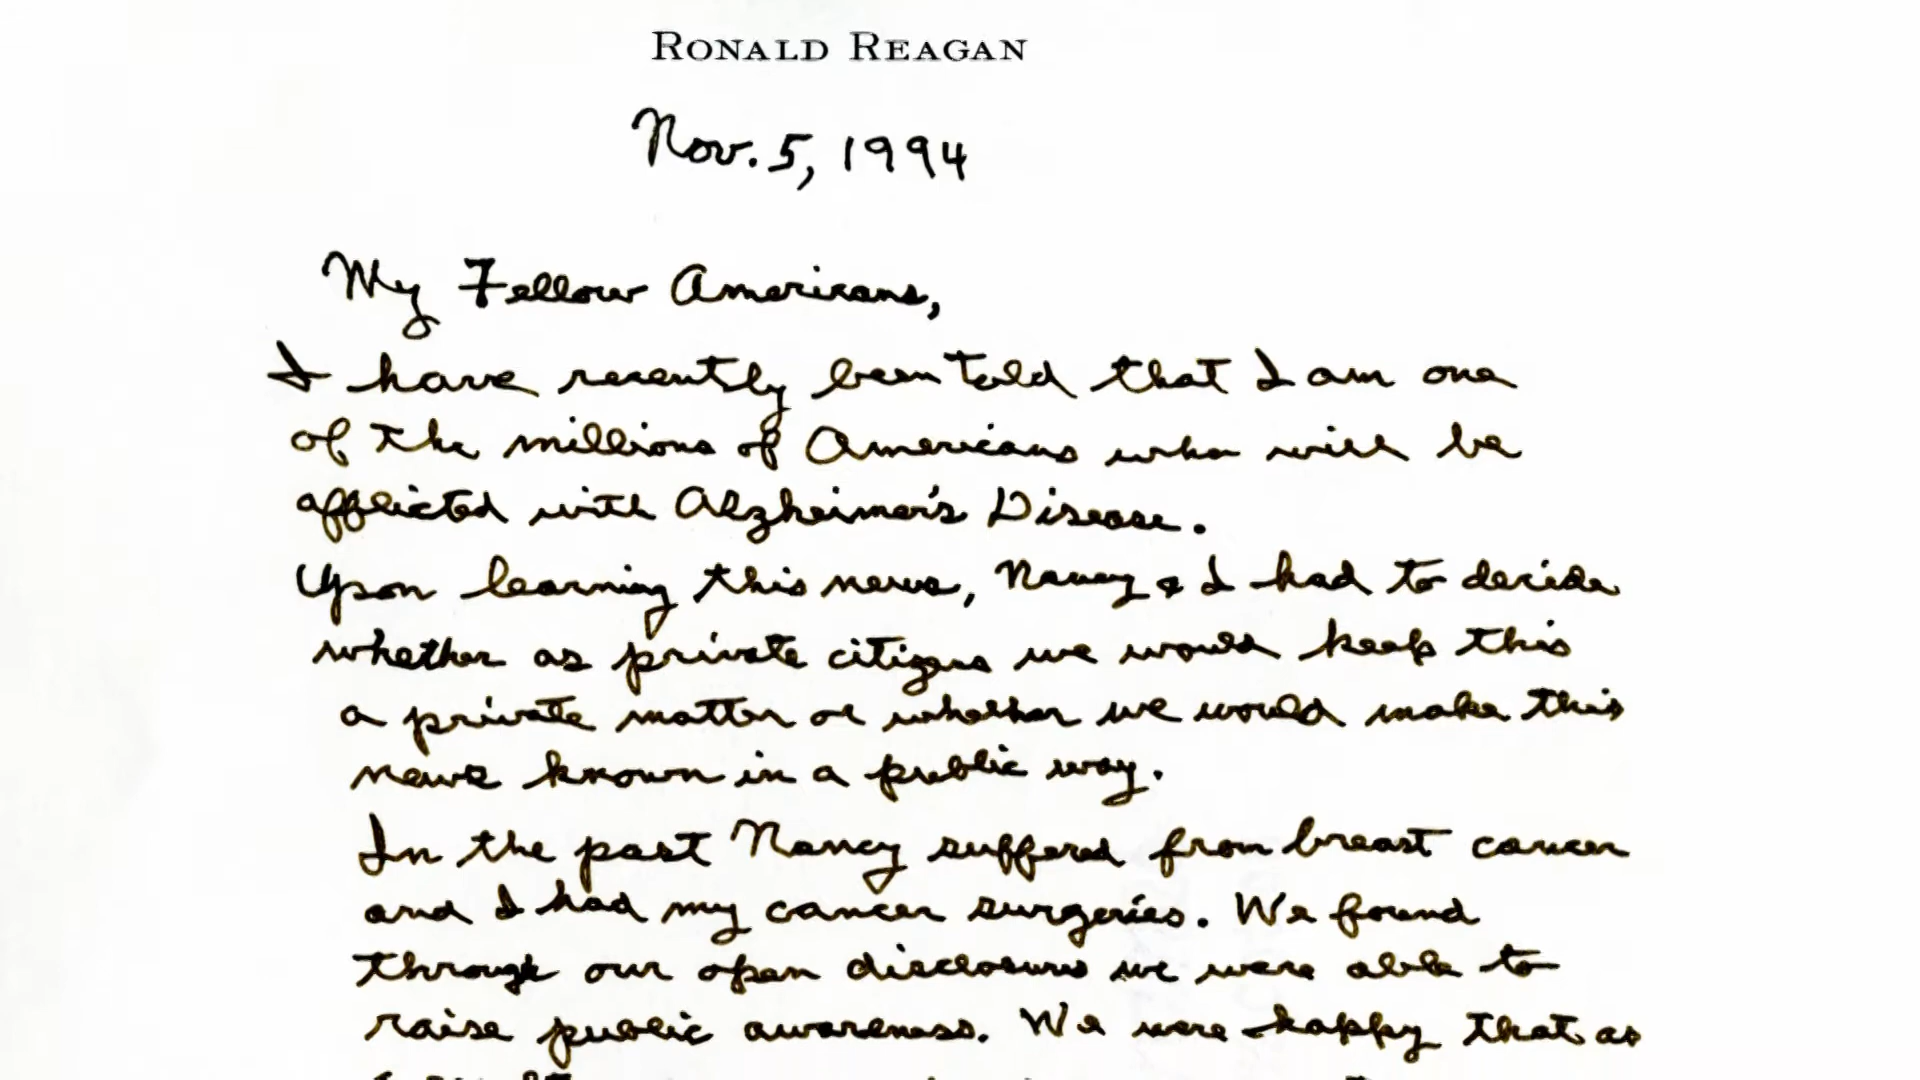 RONALD REAGAN
Nov. 5, 1994
My Fellow Americans,
I have recently been told that I am one
of the millions of Americans who will be
afflicted with Alzheimer's Disease.
Upon learning this news, Nancy & I had to decide
whether as private citizens we would keep this
a private matter or whether we would make this
news known in a public way.
In the past Nancy suffered from breast cancer
and I had my cancer surgeries. We found
through our open disclosures we were able to
raise public awareness. We were happy that as